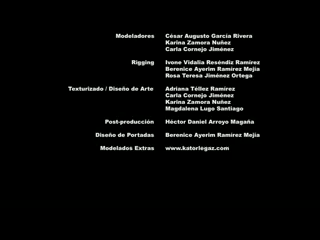 Modeladores César Augusto García Rivera
Karina Zamora Nuñez
Carla Cornejo Jiménez
Rigging Ivone Vidalia Reséndiz Ramírez
Berenice Ayerim Ramírez Mejía
Rosa Teresa Jiménez Ortega
Texturizado / Diseño de Arte Adriana Téllez Ramírez
Carla Cornejo Jiménez
Karina Zamora Nuñez
Magdalena Lugo Santiago
Post-producción Héctor Daniel Arroyo Magaña
Diseño de Portadas Berenice Ayerim Ramírez Mejía
Modelados Extras www.katorlegaz.com